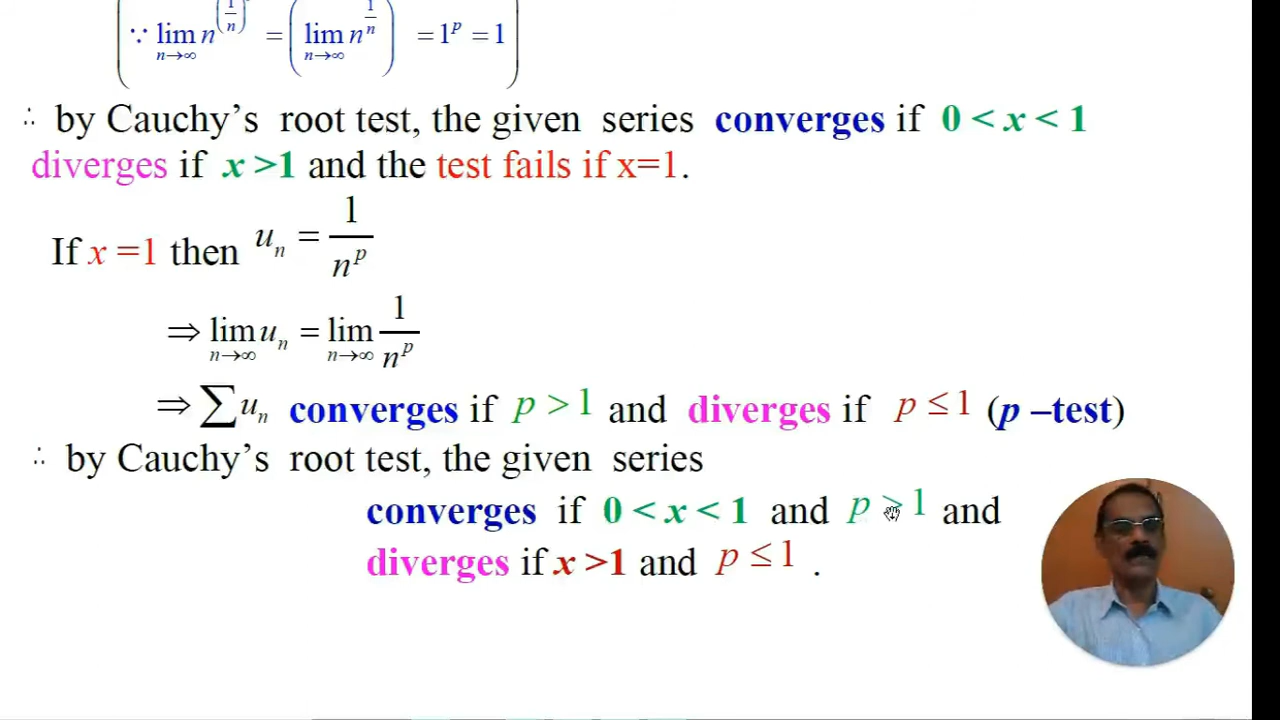 ∵ lim n→∞ n^(1/n) = ( lim n→∞ n^(1/n) ) = 1^p = 1
∴ by Cauchy’s root test, the given series converges if 0 < x < 1
diverges if x >1 and the test fails if x=1.
If x =1 then u_n = 1/n^p
⇒ lim n→∞ u_n = lim n→∞ 1/n^p
⇒ ∑u_n converges if p > 1 and diverges if p ≤ 1 (p –test)
∴ by Cauchy’s root test, the given series
converges if 0 < x < 1 and p > 1 and
diverges if x >1 and p ≤ 1 .